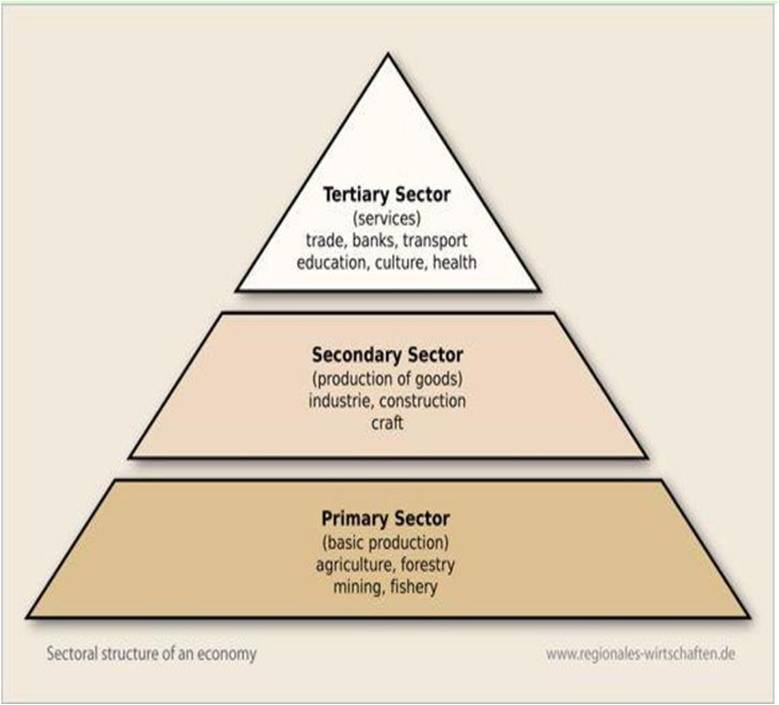 Tertiary Sector
(services)
trade, banks, transport
education, culture, health
Secondary Sector
(production of goods)
industrie, construction
craft
Primary Sector
(basic production)
agriculture, forestry
mining, fishery
Sectoral structure of an economy
www.regionales-wirtschaften.de